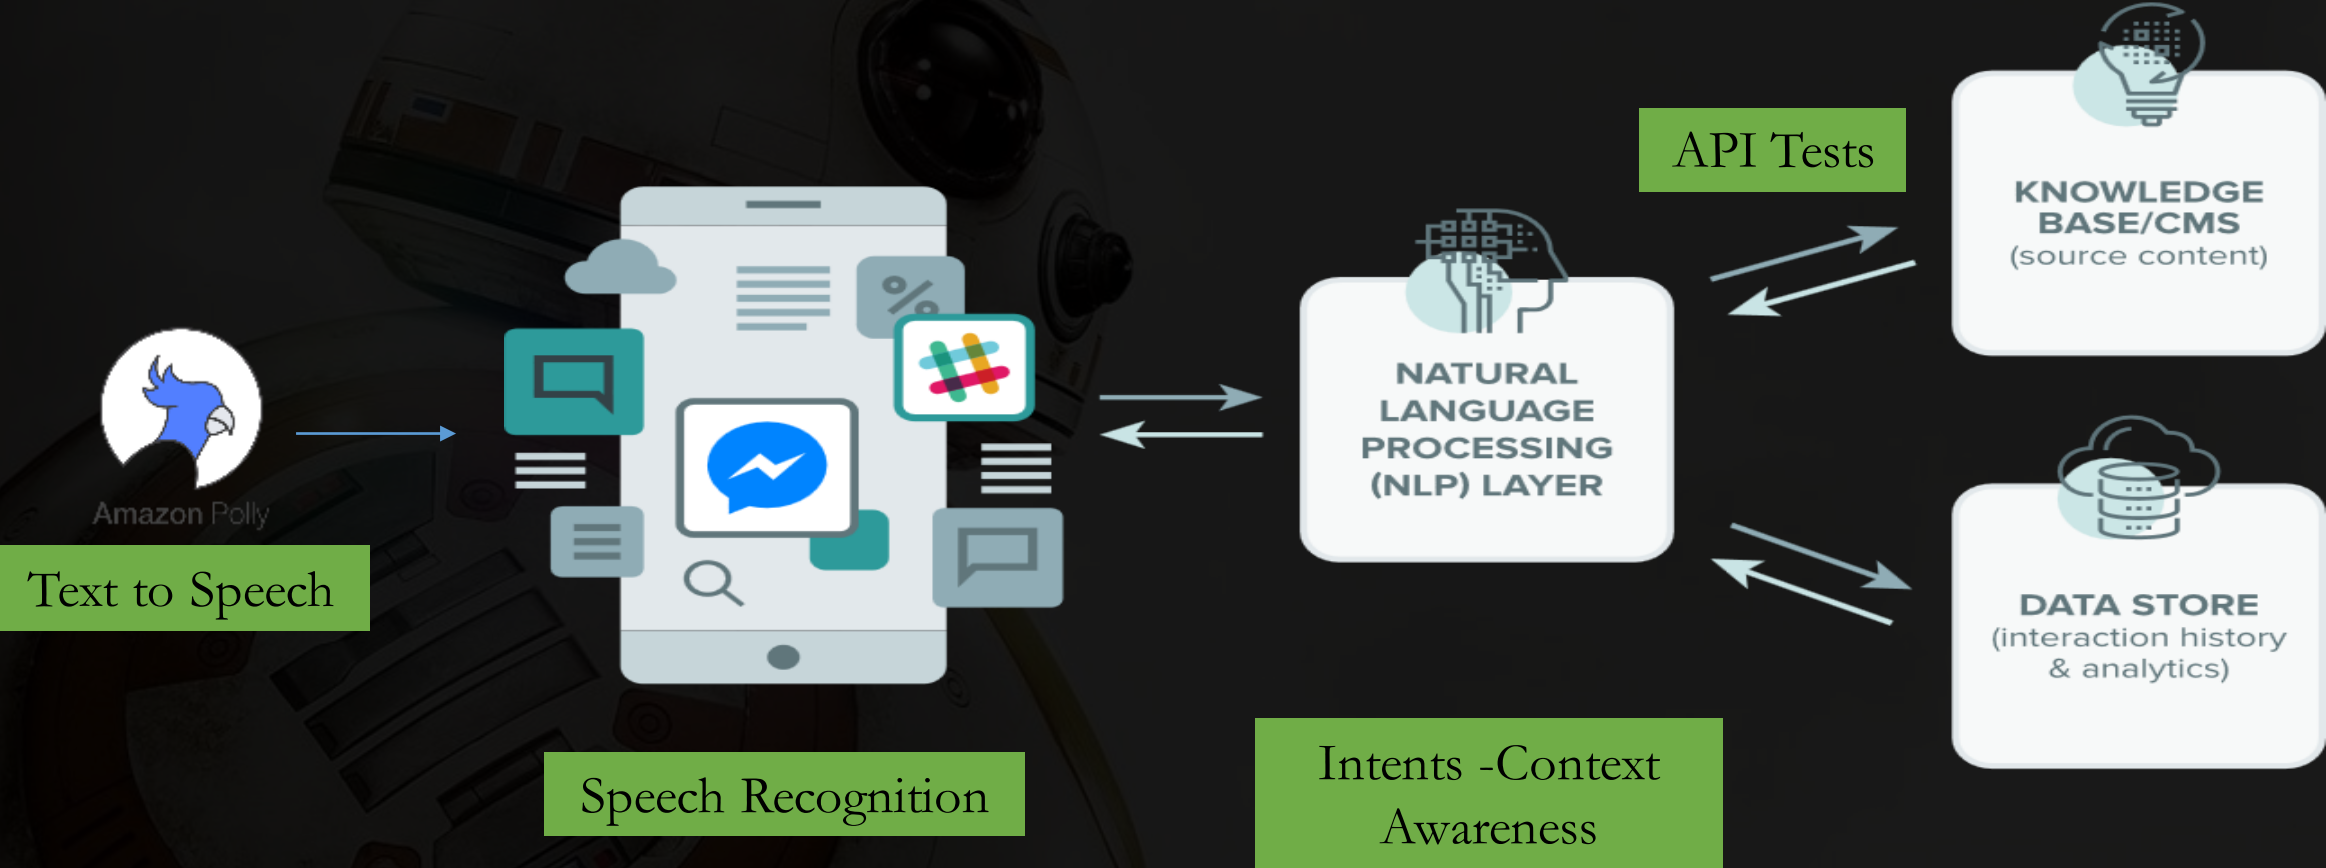 Amazon Polly
Text to Speech
Speech Recognition
%
NATURAL
LANGUAGE
PROCESSING
(NLP) LAYER
Intents -Context
Awareness
API Tests
KNOWLEDGE
BASE/CMS
(source content)
DATA STORE
(interaction history
& analytics)